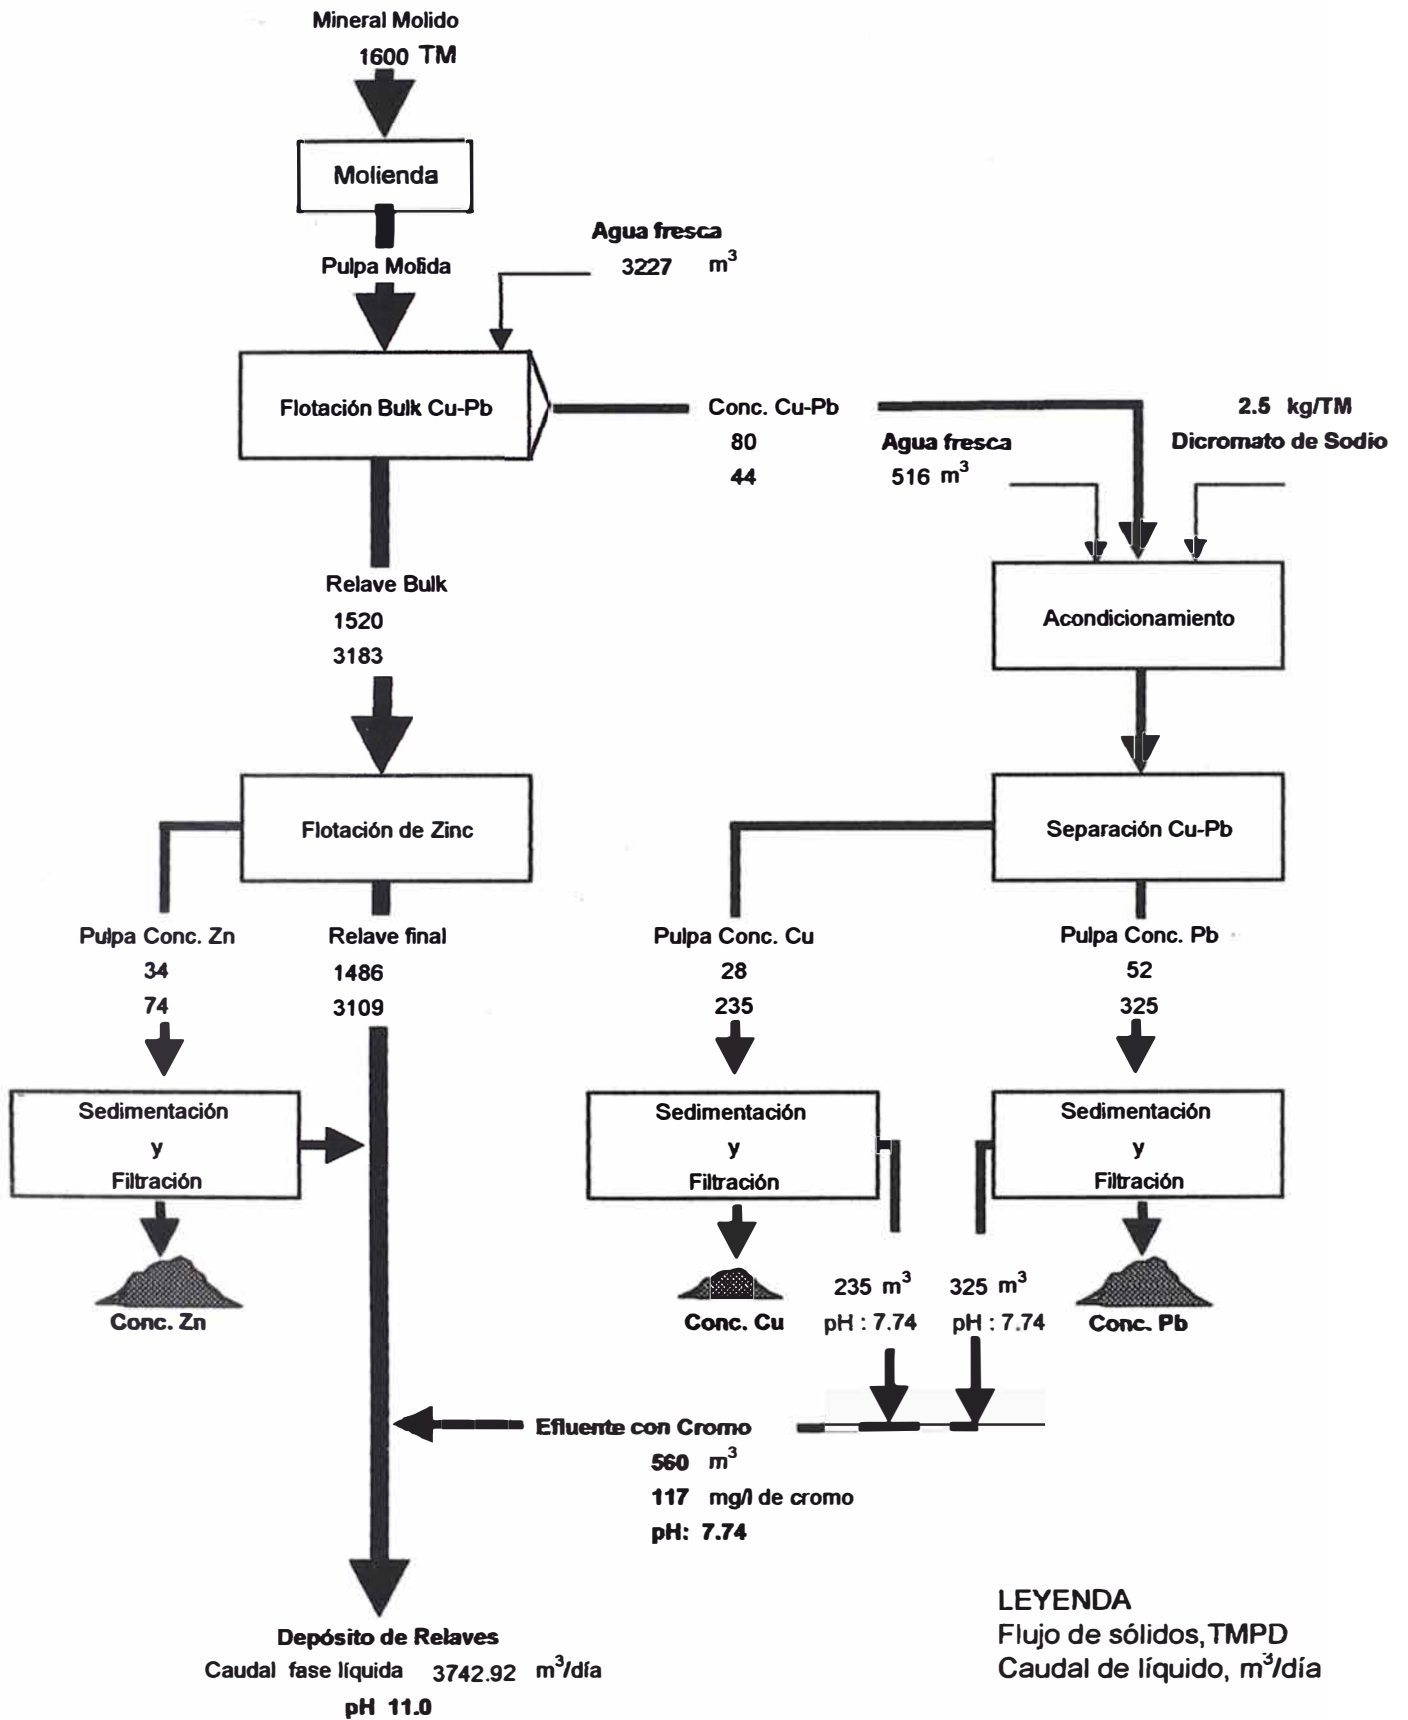 Mineral Molido
1600 TM
Molienda
Pulpa Molida
Agua fresca
3227 m³
Flotación Bulk Cu-Pb
Conc. Cu-Pb
80
44
Agua fresca
516 m³
2.5 kg/TM
Dicromato de Sodio
Relave Bulk
1520
3183
Acondicionamiento
Flotación de Zinc
Separación Cu-Pb
Pulpa Conc. Zn
34
74
Relave final
1486
3109
Pulpa Conc. Cu
28
235
Pulpa Conc. Pb
52
325
Sedimentación
y
Filtración
Sedimentación
y
Filtración
Sedimentación
y
Filtración
Conc. Zn
Conc. Cu
235 m³
pH : 7.74
325 m³
pH : 7.74
Conc. Pb
Efluente con Cromo
560 m³
117 mg/l de cromo
pH: 7.74
Depósito de Relaves
Caudal fase líquida 3742.92 m³/día
pH 11.0
LEYENDA
Flujo de sólidos, TMPD
Caudal de líquido, m³/día